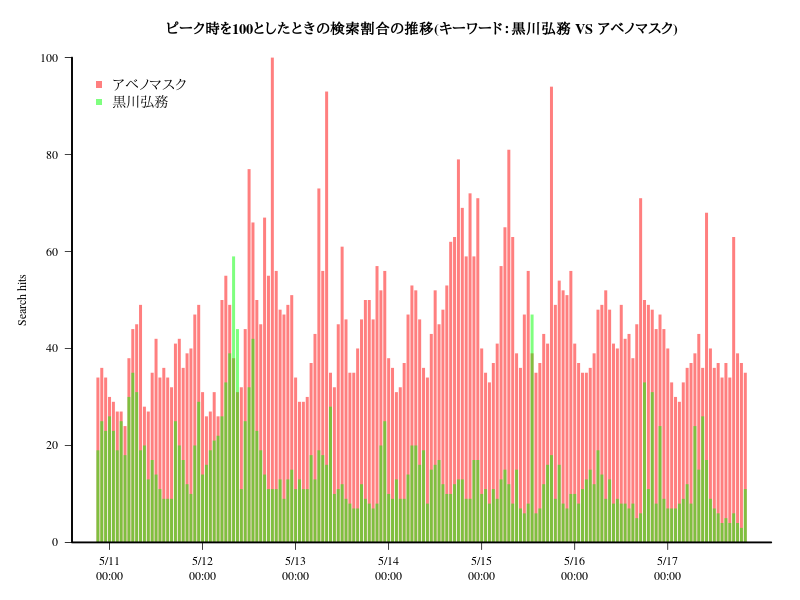 ピーク時を100としたときの検索割合の推移(キーワード：黒川弘務 VS アベノマスク)
アベノマスク
黒川弘務
Search hits
100
80
60
40
20
0
5/11 5/12 5/13 5/14 5/15 5/16 5/17
00:00 00:00 00:00 00:00 00:00 00:00 00:00